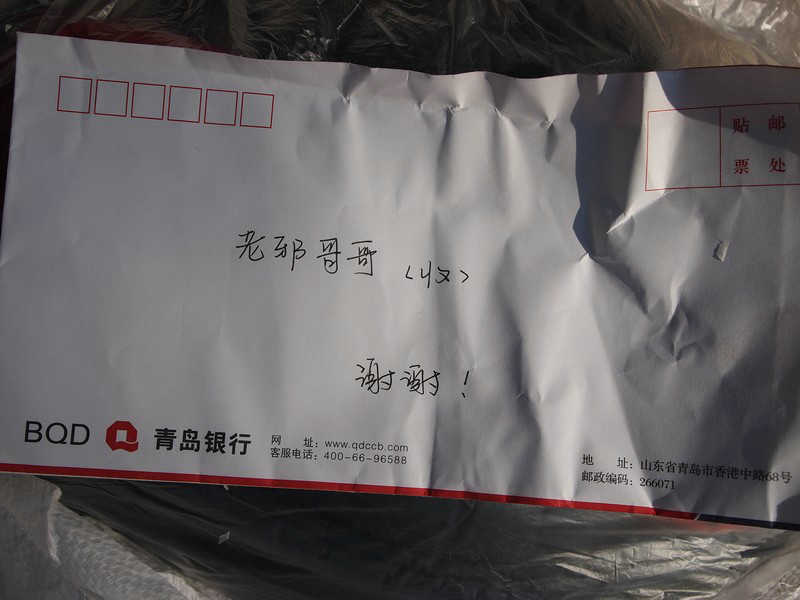 贴 邮
票 处
老邪哥哥（收）
谢谢！
BQD 青岛银行
网 址：www.qdccb.com
客服电话：400-66-96588
地 址：山东省青岛市香港中路68号
邮政编码：266071